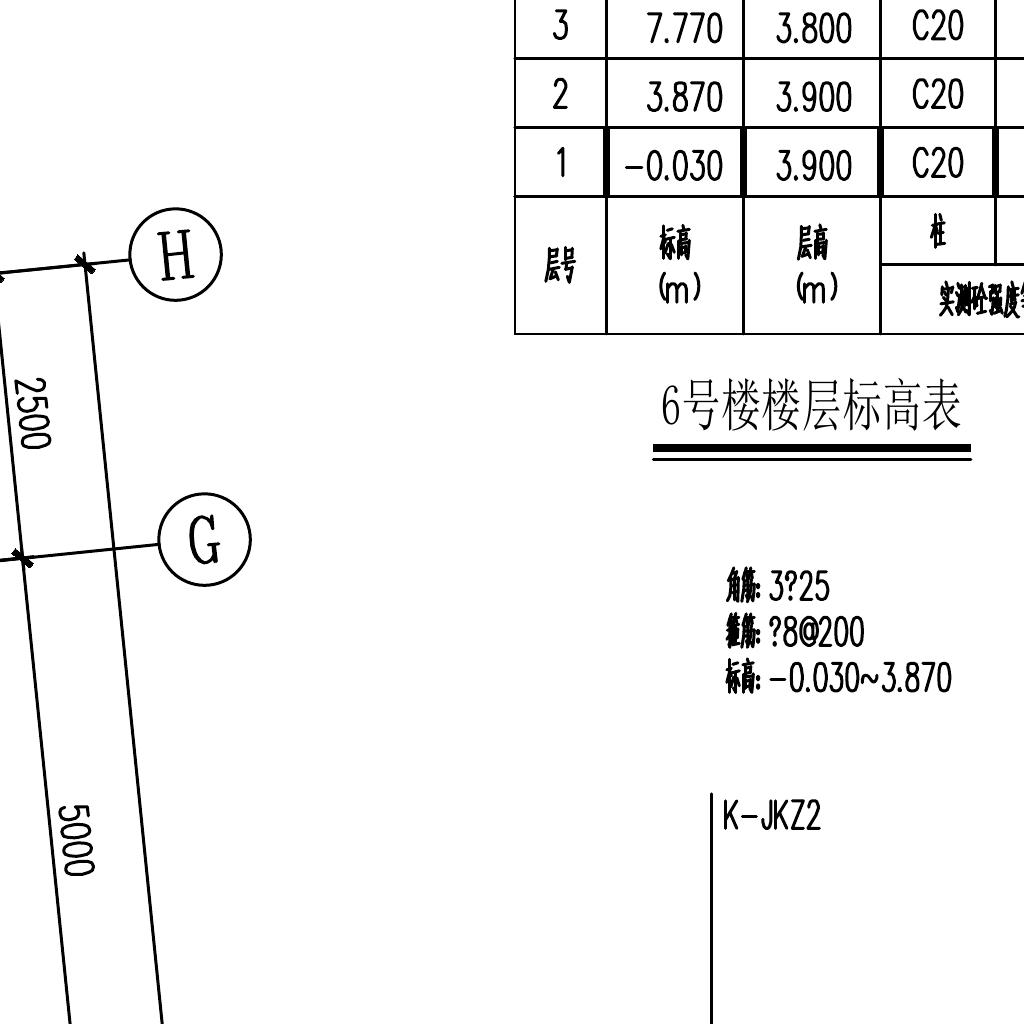 3 7.770 3.800 C20
2 3.870 3.900 C20
1 -0.030 3.900 C20
层号 标高 (m) 层高 (m) 柱
实测砼强度
6号楼楼层标高表
H
2500
G
角筋: 3?25
箍筋: ?8@200
标高: -0.030~3.870
5000
K-JKZ2